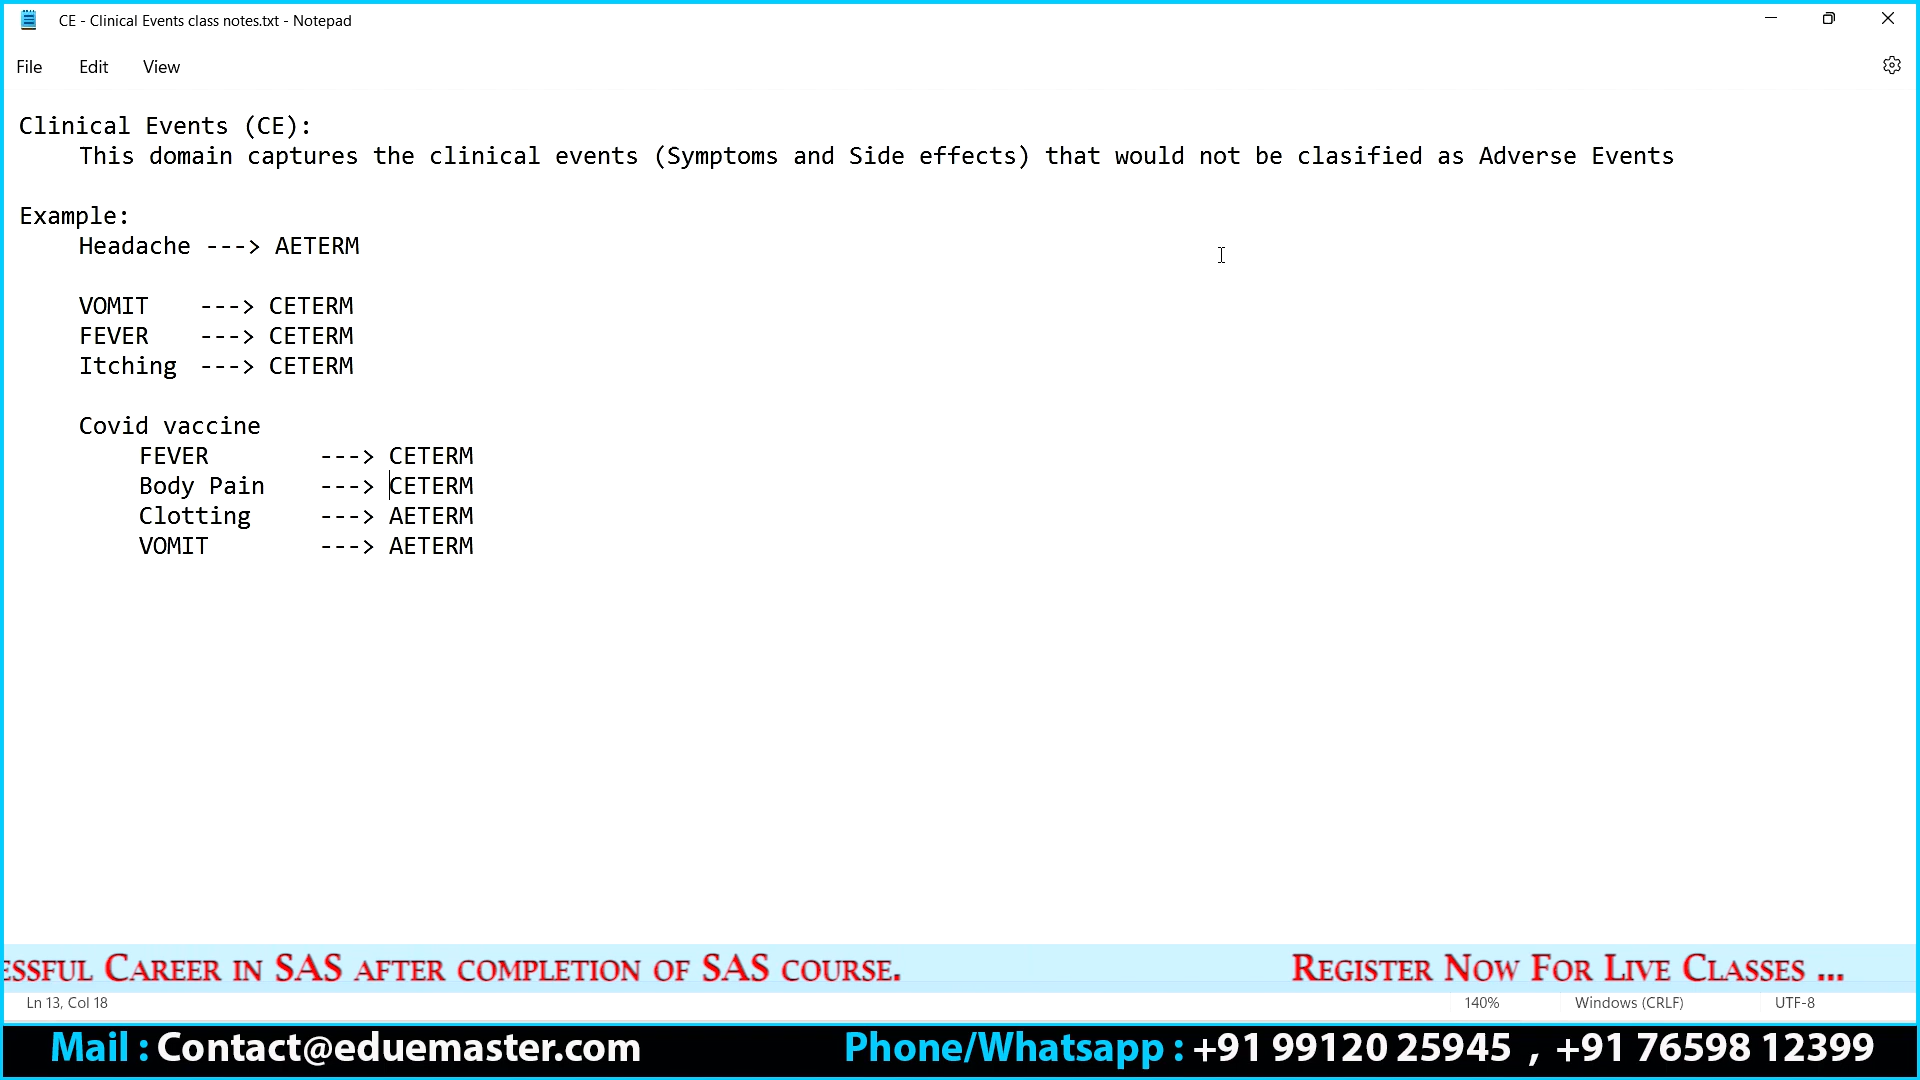 CE - Clinical Events class notes.txt - Notepad
File Edit View
Clinical Events (CE):
This domain captures the clinical events (Symptoms and Side effects) that would not be clasified as Adverse Events
Example:
Headache ---> AETERM
VOMIT ---> CETERM
FEVER ---> CETERM
Itching ---> CETERM
Covid vaccine
FEVER ---> CETERM
Body Pain ---> CETERM
Clotting ---> AETERM
VOMIT ---> AETERM
Career in SAS after completion of SAS course. Register Now For Live Classes ...
Ln 13, Col 18 140% Windows (CRLF) UTF-8
Mail : Contact@eduemaster.com Phone/Whatsapp : +91 99120 25945 , +91 76598 12399